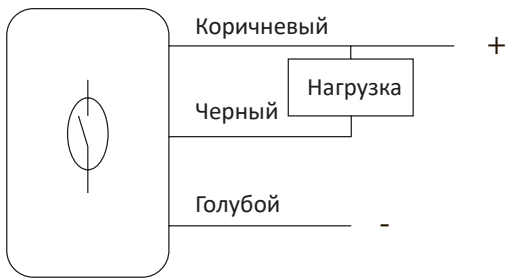 Коричневый
+
Нагрузка
Черный
Голубой
-